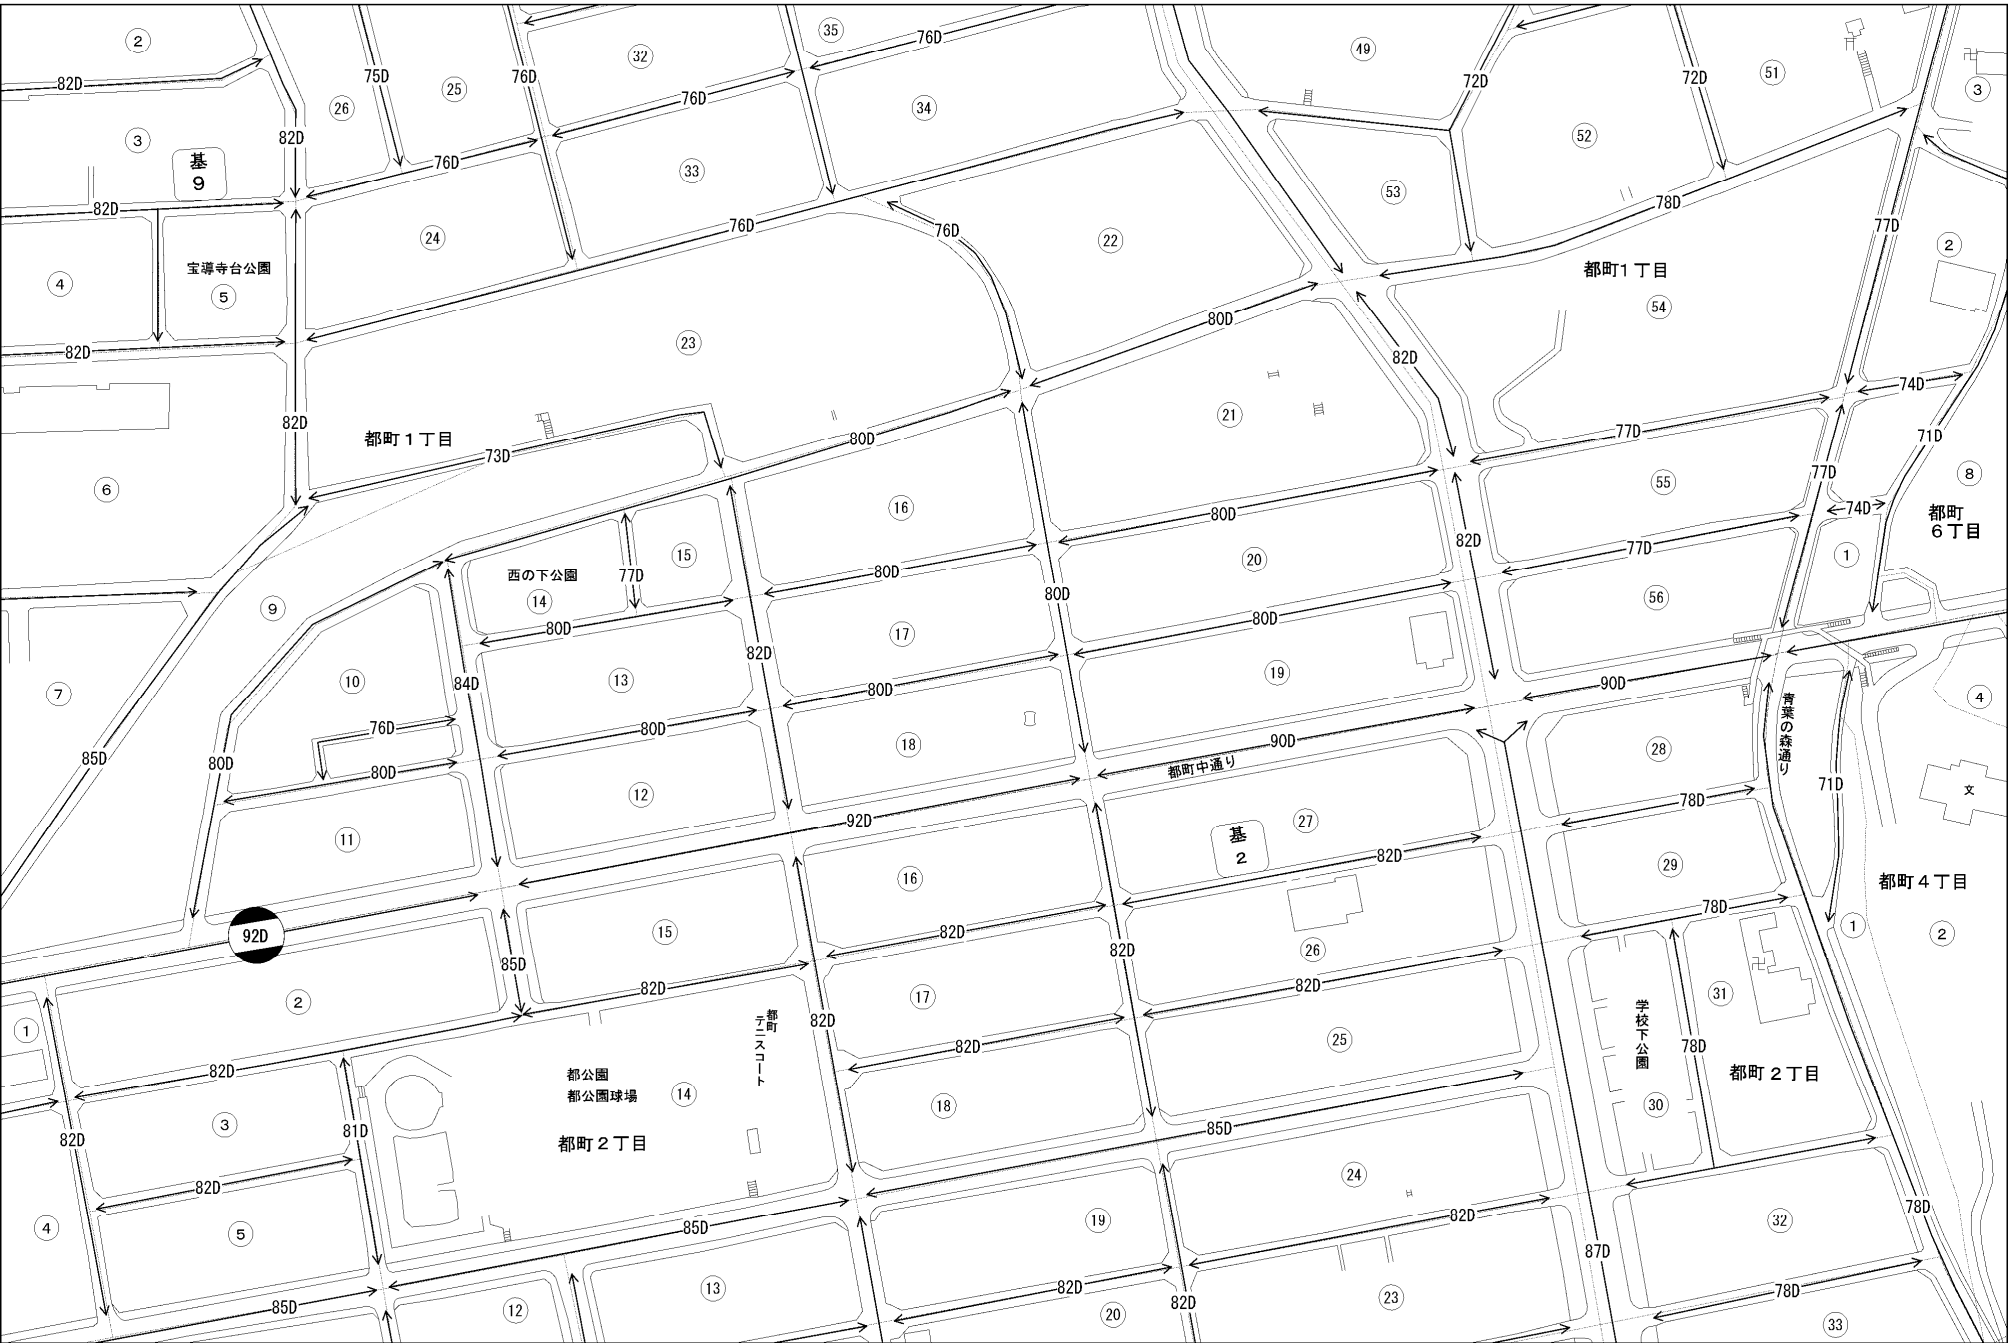 ②
82D
③
基
9
82D
82D
④
宝導寺台公園
⑤
82D
⑥
⑦
85D
75D
㉖
㉕
76D
76D
㉔
82D
㉜
76D
㉝
76D
㉟
76D
㉞
㉒
76D
㉓
都町1丁目
73D
80D
80D
㊾
72D
72D
51
52
53
78D
77D
③
②
都町1丁目
54
82D
㉑
74D
71D
77D
77D
74D
⑧
都町
6丁目
55
77D
①
56
82D
⑨
西の下公園
⑭
77D
⑮
80D
⑯
80D
80D
⑳
80D
80D
⑰
80D
⑲
82D
⑬
84D
⑩
76D
80D
80D
80D
⑱
90D
90D
都町中通り
青葉の森通り
④
⑪
⑫
92D
92D
㉗
基
2
82D
㉘
78D
71D
文
㉙
78D
都町4丁目
①
②
⑯
⑮
82D
85D
82D
82D
㉖
82D
②
①
82D
⑰
82D
82D
都町
テニスコート
都公園
都公園球場
⑭
都町2丁目
㉕
学校下公園
㉛
78D
㉚
都町2丁目
82D
③
81D
82D
⑱
85D
④
⑤
85D
85D
⑫
⑬
⑲
82D
⑳
82D
㉔
82D
㉓
87D
㉜
78D
78D
㉝